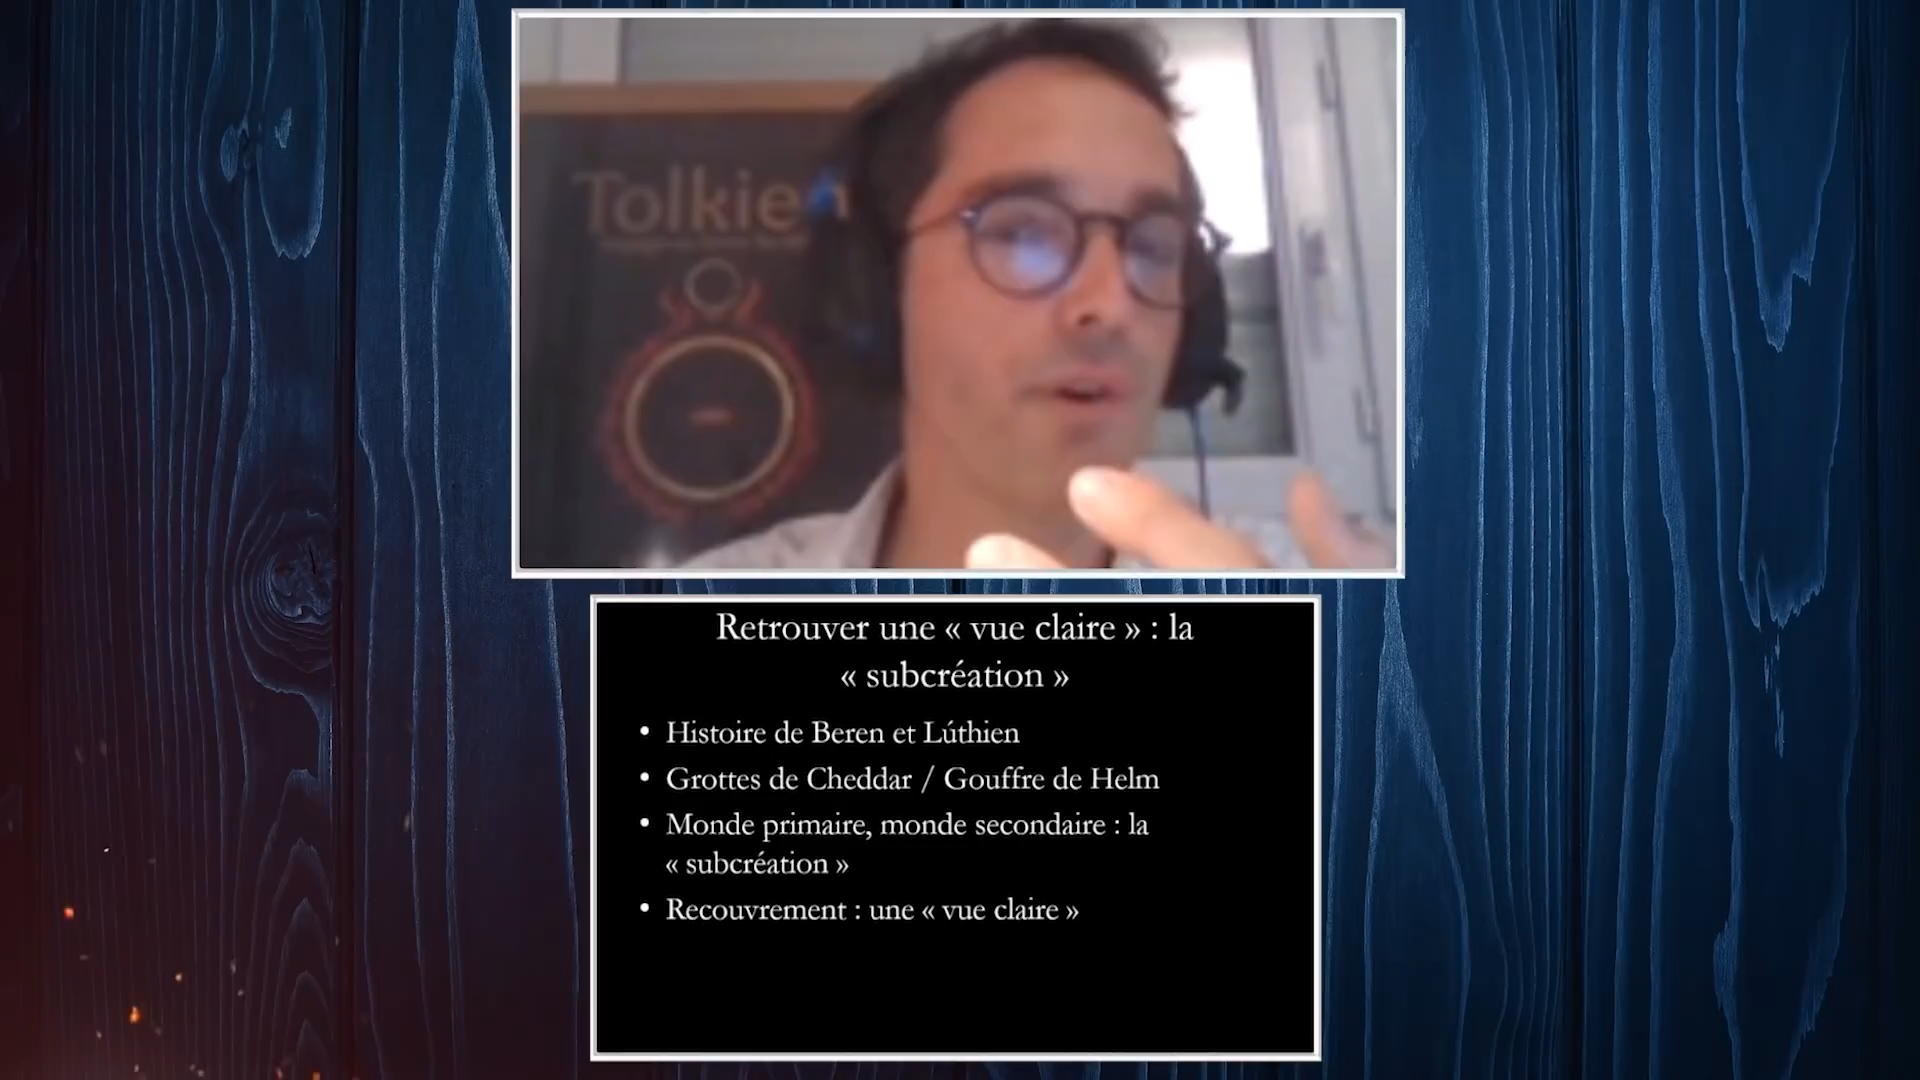 Tolkien
Retrouver une « vue claire » : la
« subcréation »
• Histoire de Beren et Lúthien
• Grottes de Cheddar / Gouffre de Helm
• Monde primaire, monde secondaire : la
« subcréation »
• Recouvrement : une « vue claire »